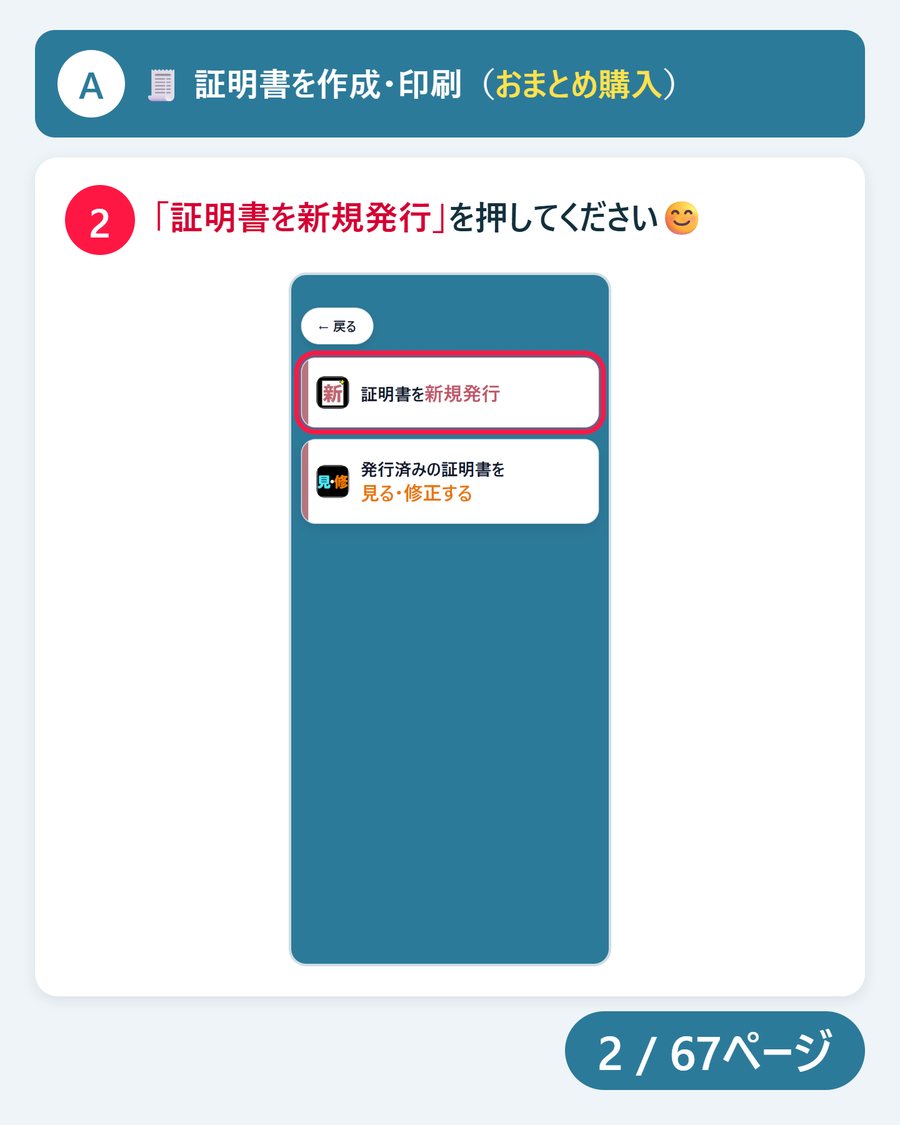 A 証明書を作成・印刷（おまとめ購入）
2 「証明書を新規発行」を押してください
← 戻る
新 証明書を新規発行
発行済みの証明書を
見・修 見る・修正する
2 / 67ページ